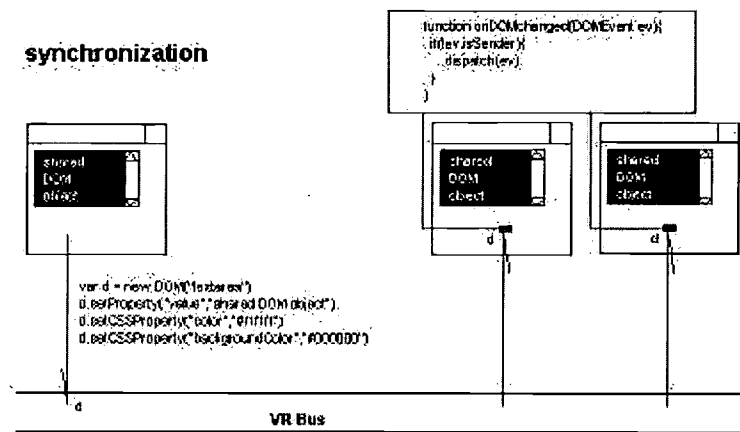 synchronization
function onDOMchanged(DOMEvent ev){
if(ev.isSender){
dispatch(ev)
}
}
shared
DOM
object
shared
DOM
object
shared
DOM
object
d
d
var d = new DOM("textarea")
d.setProperty("value","shared DOM object")
d.setCSSProperty("color","#ffffff")
d.setCSSProperty("backgroundColor","#000000")
d
VR Bus